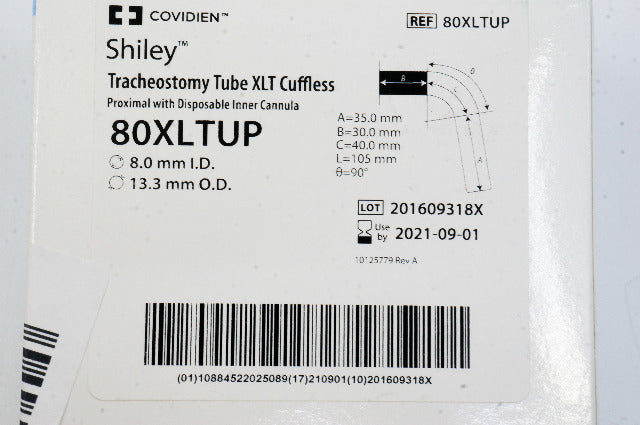 COVIDIEN™
REF 80XLTUP
Shiley™
Tracheostomy Tube XLT Cuffless
Proximal with Disposable Inner Cannula
80XLTUP
8.0 mm I.D.
13.3 mm O.D.
B
C
θ
A
A=35.0 mm
B=30.0 mm
C=40.0 mm
L=105 mm
θ=90°
LOT 201609318X
Use by 2021-09-01
10125779 Rev A
(01)10884522025089(17)210901(10)201609318X